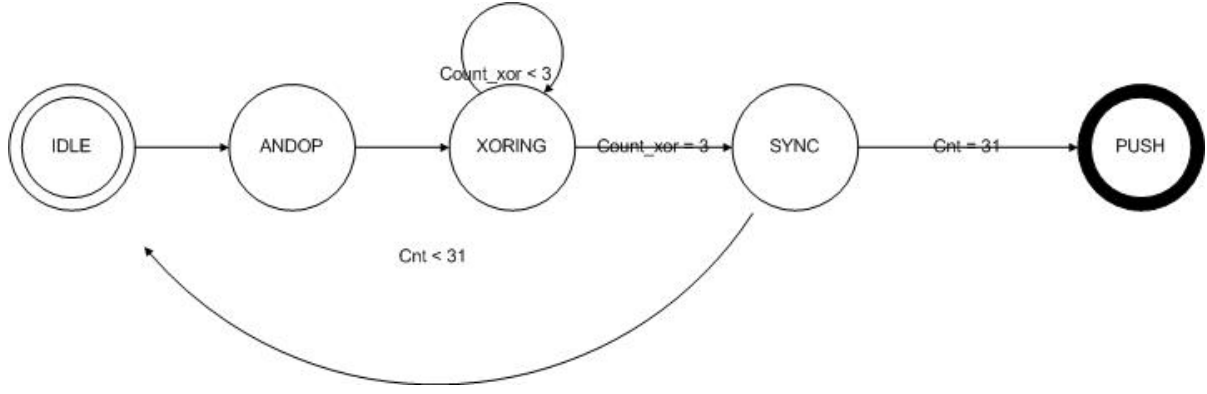 Count_xor < 3
IDLE
ANDOP
XORING
Count_xor = 3
SYNC
Cnt = 31
PUSH
Cnt < 31